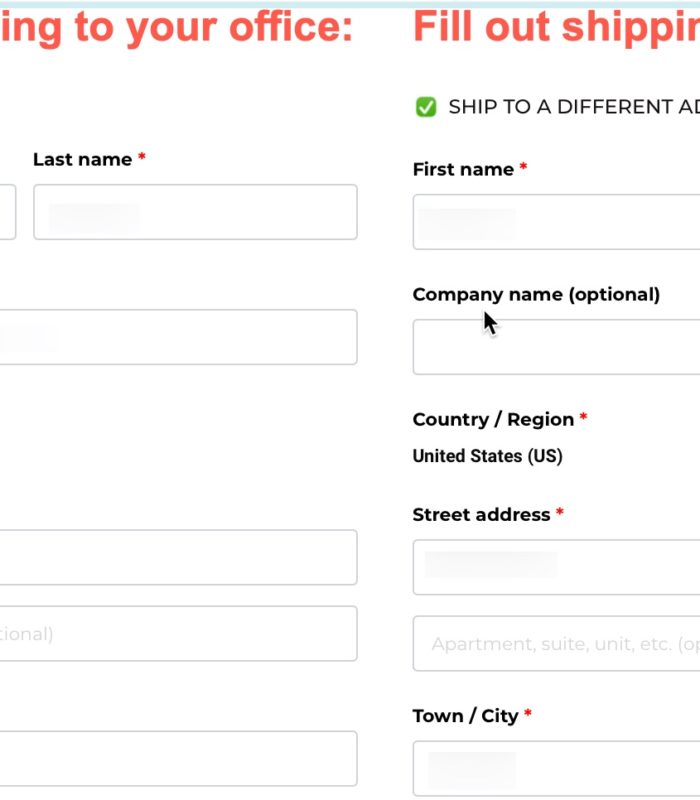 ing to your office:
Last name *
tional)
Fill out shippin
SHIP TO A DIFFERENT AD
First name *
Company name (optional)
Country / Region *
United States (US)
Street address *
Apartment, suite, unit, etc. (op
Town / City *